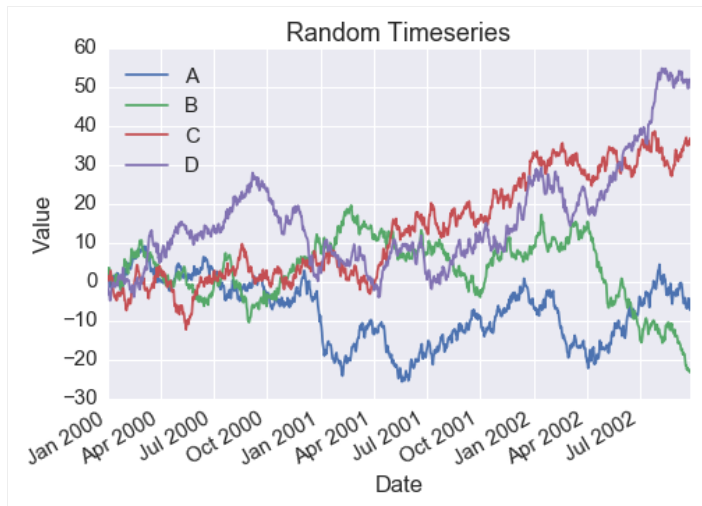 Random Timeseries
60
50
40
30
20
10
0
−10
−20
−30
Value
A
B
C
D
Jan 2000
Apr 2000
Jul 2000
Oct 2000
Jan 2001
Apr 2001
Jul 2001
Oct 2001
Jan 2002
Apr 2002
Jul 2002
Date